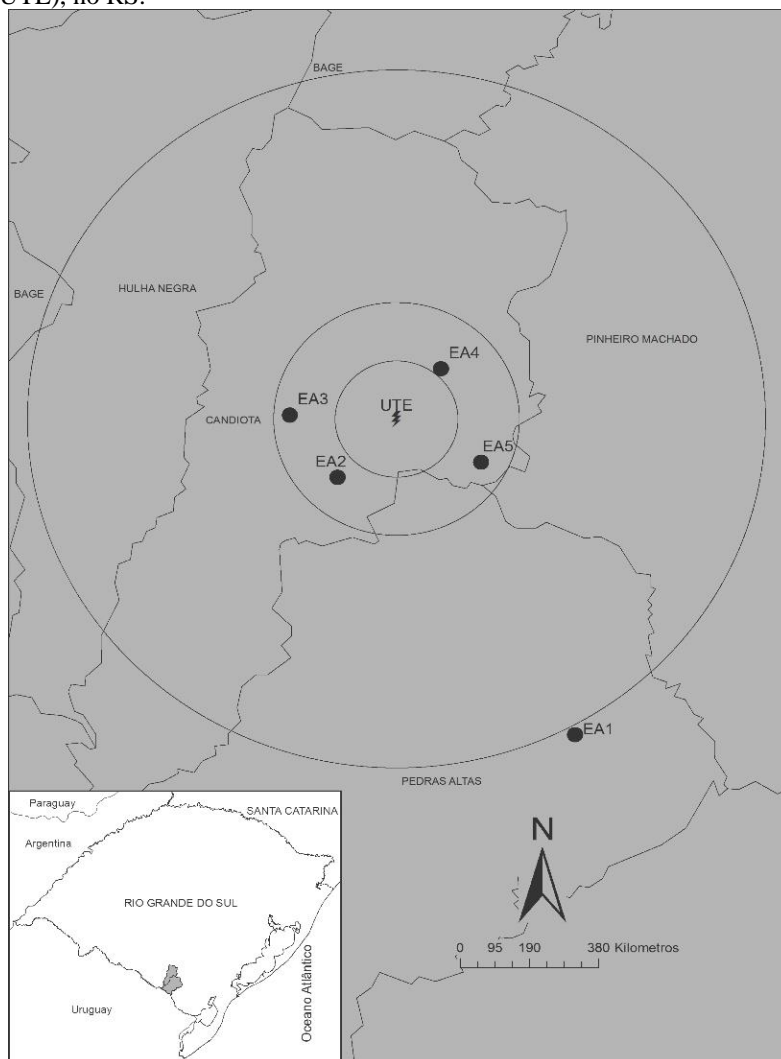 UTE), no RS.
BAGE
HULHA NEGRA
BAGE
PINHEIRO MACHADO
EA4
EA3
UTE
CANDIOTA
EA5
EA2
EA1
PEDRAS ALTAS
Paraguay
SANTA CATARINA
Argentina
RIO GRANDE DO SUL
Oceano Atlântico
Uruguay
N
0 95 190 380 Kilometros